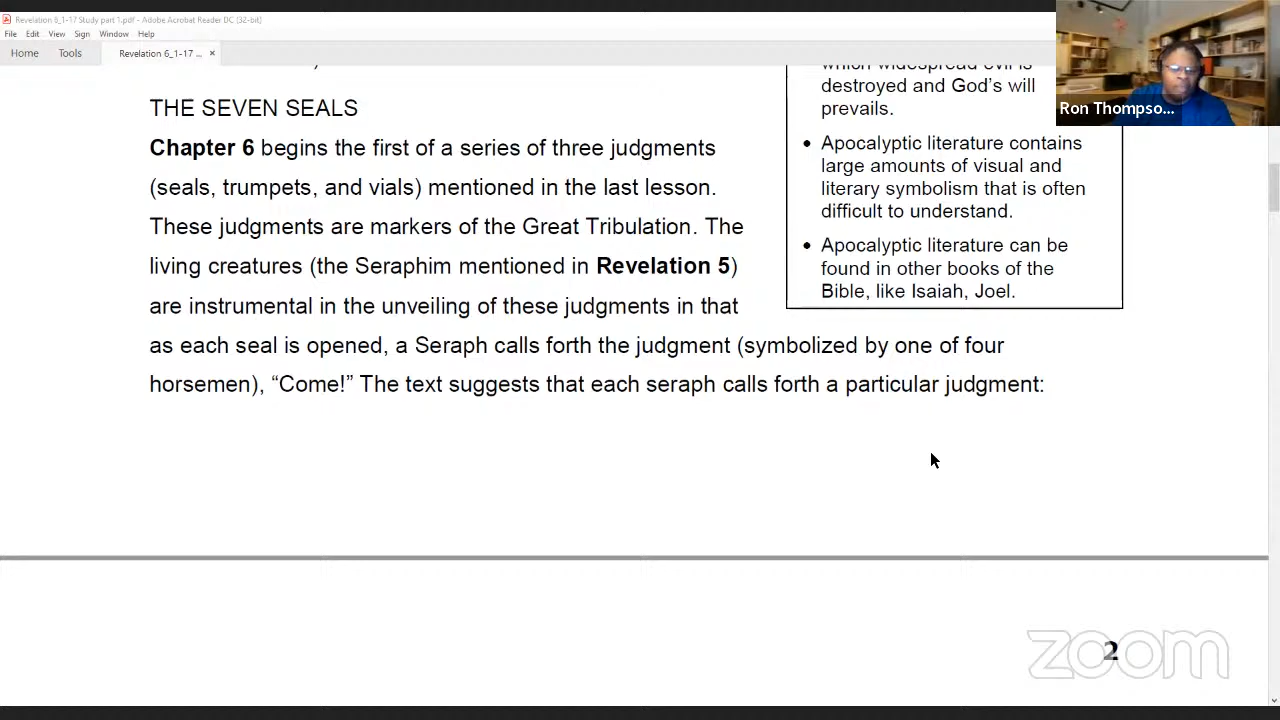 Revelation 6_1-17 Study part 1.pdf - Adobe Acrobat Reader DC (32-bit)
File Edit View Sign Window Help
Home Tools Revelation 6_1-17 ... ×
THE SEVEN SEALS
Chapter 6 begins the first of a series of three judgments
(seals, trumpets, and vials) mentioned in the last lesson.
These judgments are markers of the Great Tribulation. The
living creatures (the Seraphim mentioned in Revelation 5)
are instrumental in the unveiling of these judgments in that
as each seal is opened, a Seraph calls forth the judgment (symbolized by one of four
horsemen), “Come!” The text suggests that each seraph calls forth a particular judgment:
which widespread evil is
destroyed and God’s will
prevails.
• Apocalyptic literature contains
large amounts of visual and
literary symbolism that is often
difficult to understand.
• Apocalyptic literature can be
found in other books of the
Bible, like Isaiah, Joel.
Ron Thompso...
2
zoom